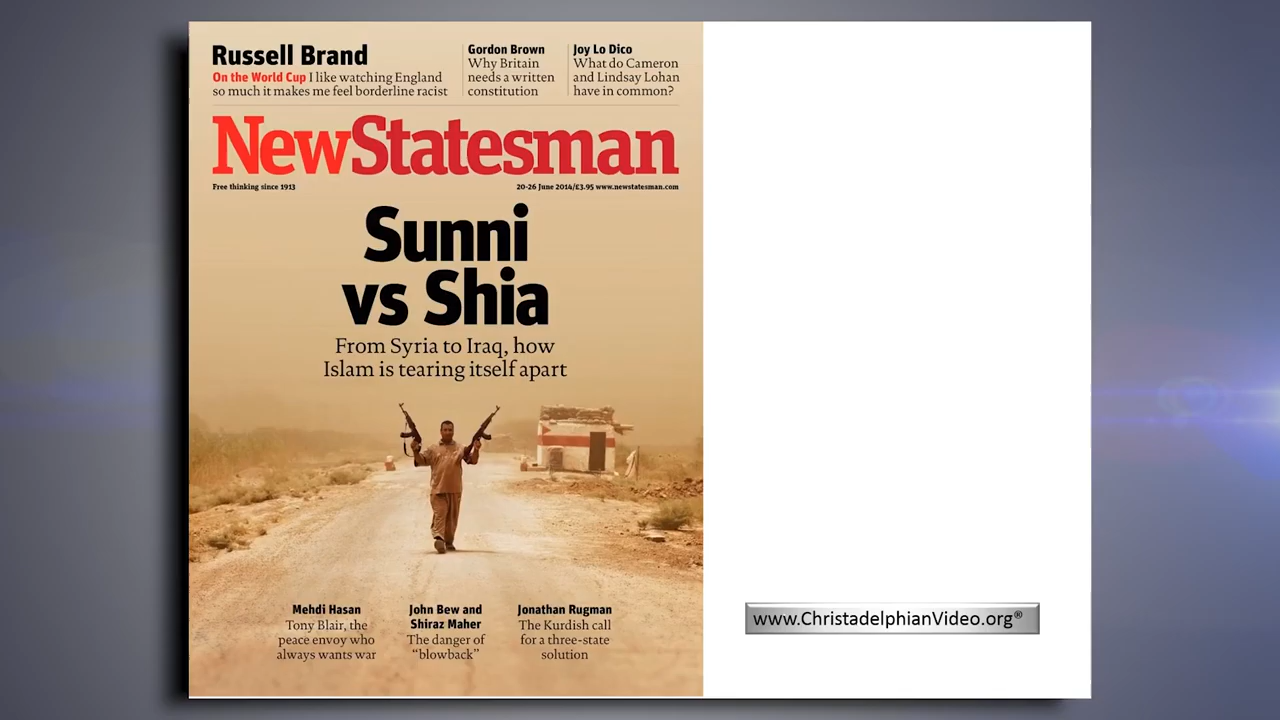 Russell Brand
On the World Cup I like watching England
so much it makes me feel borderline racist
Gordon Brown
Why Britain
needs a written
constitution
Joy Lo Dico
What do Cameron
and Lindsay Lohan
have in common?
NewStatesman
Free thinking since 1913
20-26 June 2014/£3.95 www.newstatesman.com
Sunni
vs Shia
From Syria to Iraq, how
Islam is tearing itself apart
Mehdi Hasan
Tony Blair, the
peace envoy who
always wants war
John Bew and
Shiraz Maher
The danger of
“blowback”
Jonathan Rugman
The Kurdish call
for a three-state
solution
www.ChristadelphianVideo.org®